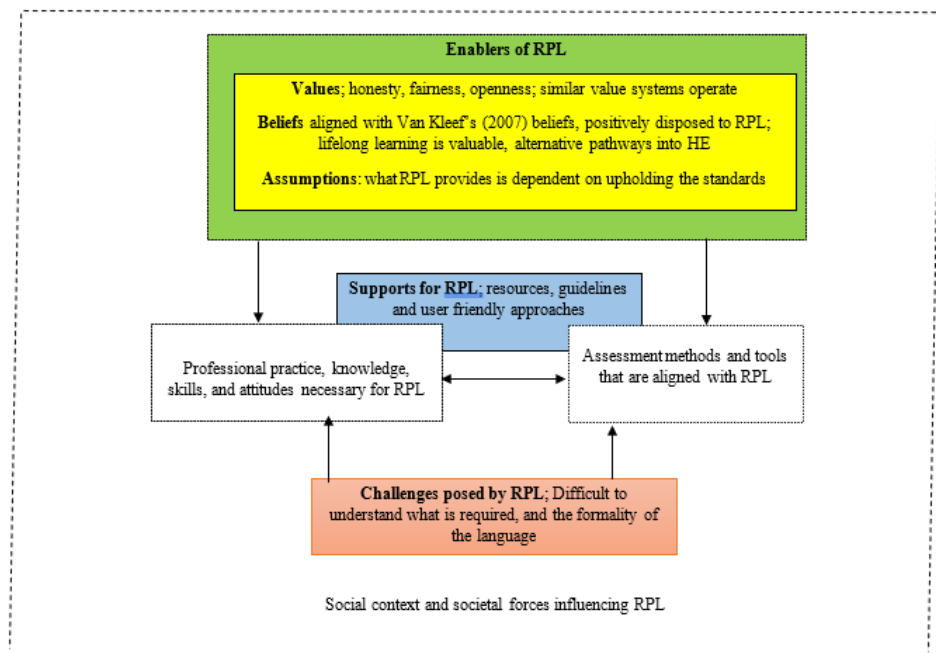 Enablers of RPL
Values; honesty, fairness, openness; similar value systems operate
Beliefs aligned with Van Kleef's (2007) beliefs, positively disposed to RPL;
lifelong learning is valuable, alternative pathways into HE
Assumptions: what RPL provides is dependent on upholding the standards
Supports for RPL; resources, guidelines
and user friendly approaches
Professional practice, knowledge,
skills, and attitudes necessary for RPL
Assessment methods and tools
that are aligned with RPL
Challenges posed by RPL; Difficult to
understand what is required, and the formality of
the language
Social context and societal forces influencing RPL